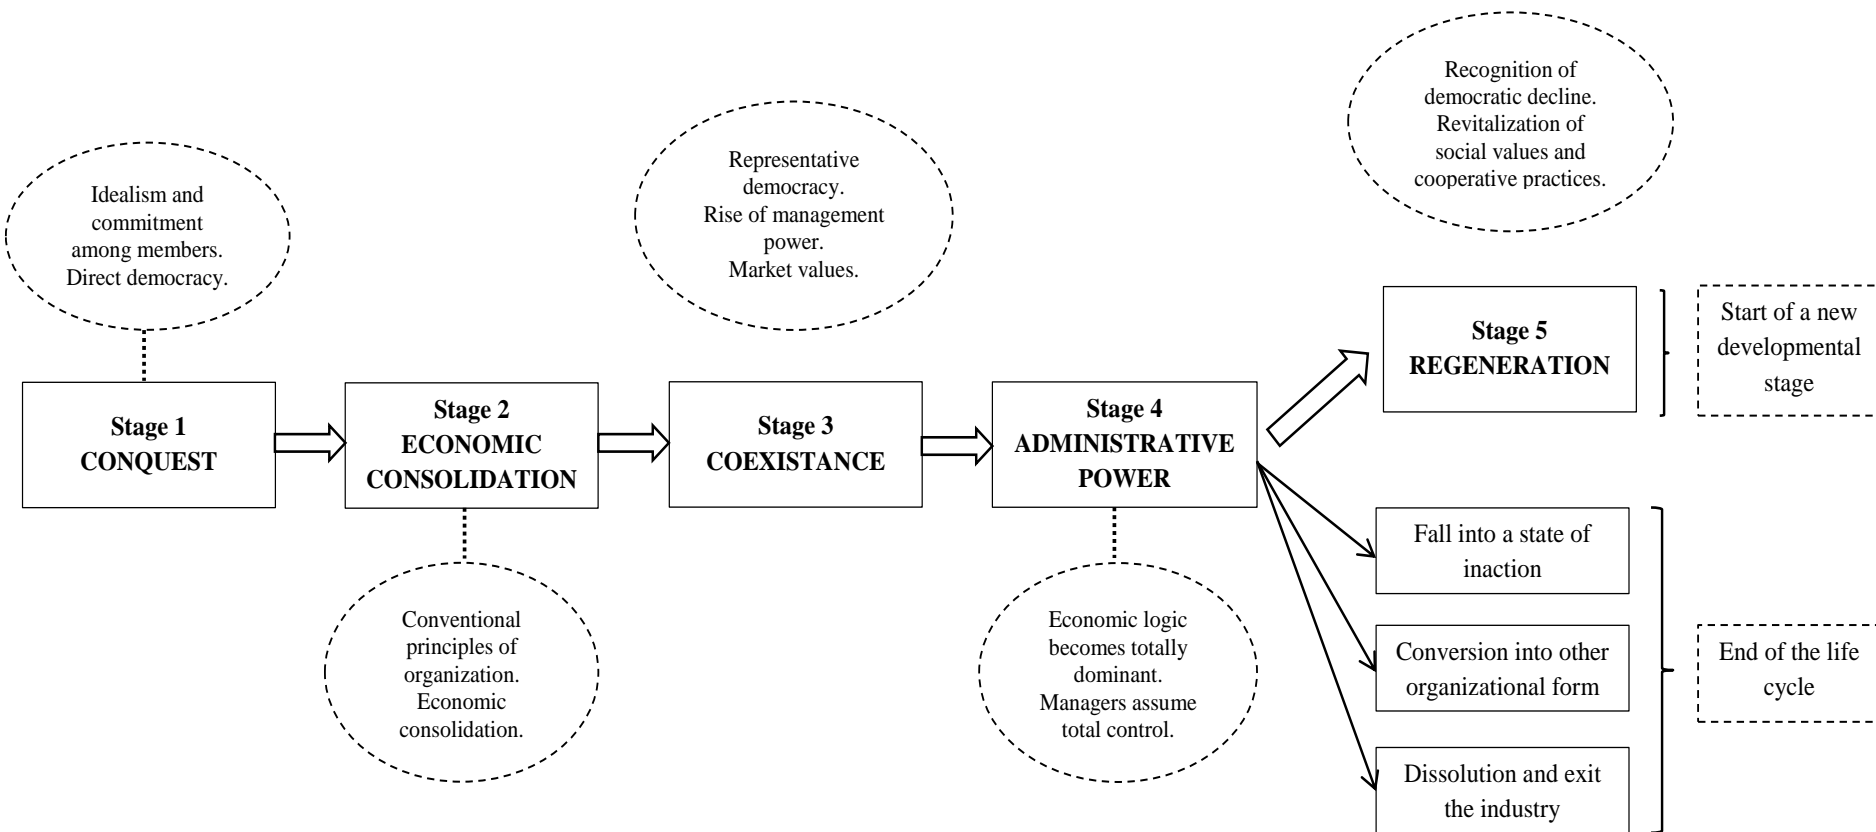 Idealism and
commitment
among members.
Direct democracy.
Representative
democracy.
Rise of management
power.
Market values.
Recognition of
democratic decline.
Revitalization of
social values and
cooperative practices.
Stage 1
CONQUEST
Stage 2
ECONOMIC
CONSOLIDATION
Stage 3
COEXISTANCE
Stage 4
ADMINISTRATIVE
POWER
Stage 5
REGENERATION
Start of a new
developmental
stage
Conventional
principles of
organization.
Economic
consolidation.
Economic logic
becomes totally
dominant.
Managers assume
total control.
Fall into a state of
inaction
Conversion into other
organizational form
Dissolution and exit
the industry
End of the life
cycle